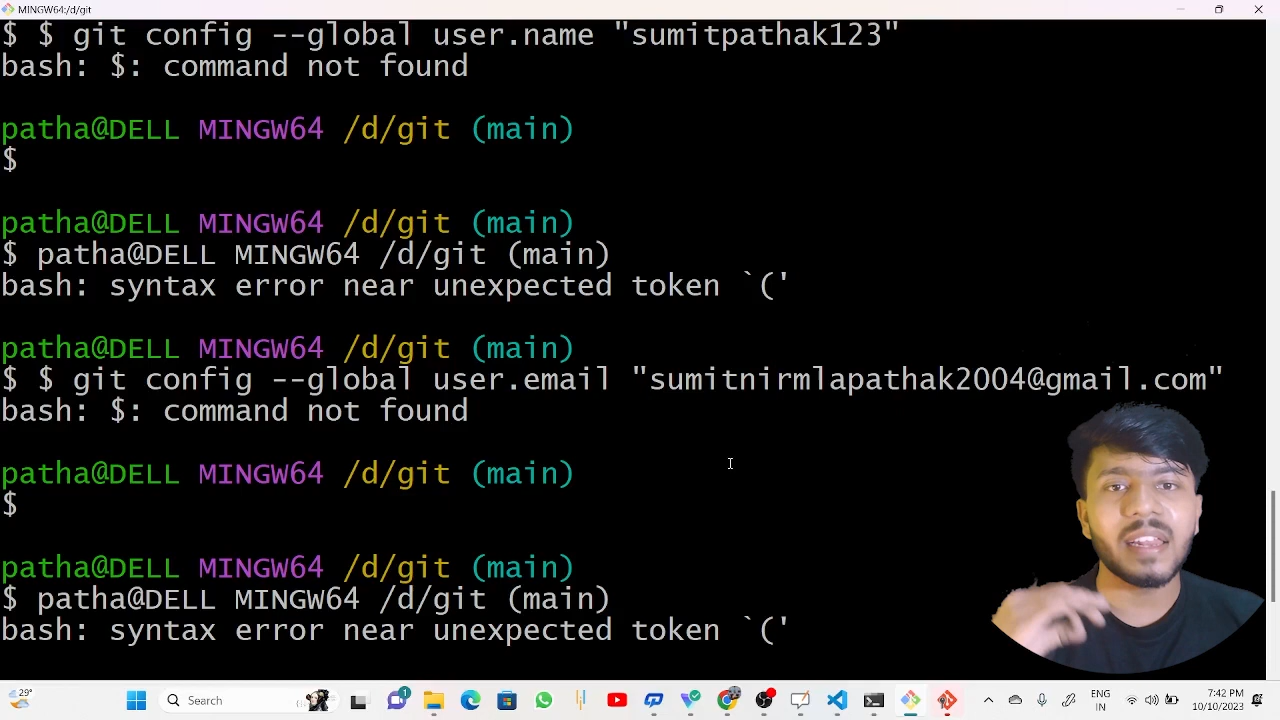 MINGW64:/d/git
$ $ git config --global user.name "sumitpathak123"
bash: $: command not found
patha@DELL MINGW64 /d/git (main)
$
patha@DELL MINGW64 /d/git (main)
$ patha@DELL MINGW64 /d/git (main)
bash: syntax error near unexpected token `('
patha@DELL MINGW64 /d/git (main)
$ $ git config --global user.email "sumitnirmlapathak2004@gmail.com"
bash: $: command not found
patha@DELL MINGW64 /d/git (main)
$
patha@DELL MINGW64 /d/git (main)
$ patha@DELL MINGW64 /d/git (main)
bash: syntax error near unexpected token `('
29°
Search
1
ENG
IN
7:42 PM
10/10/2023